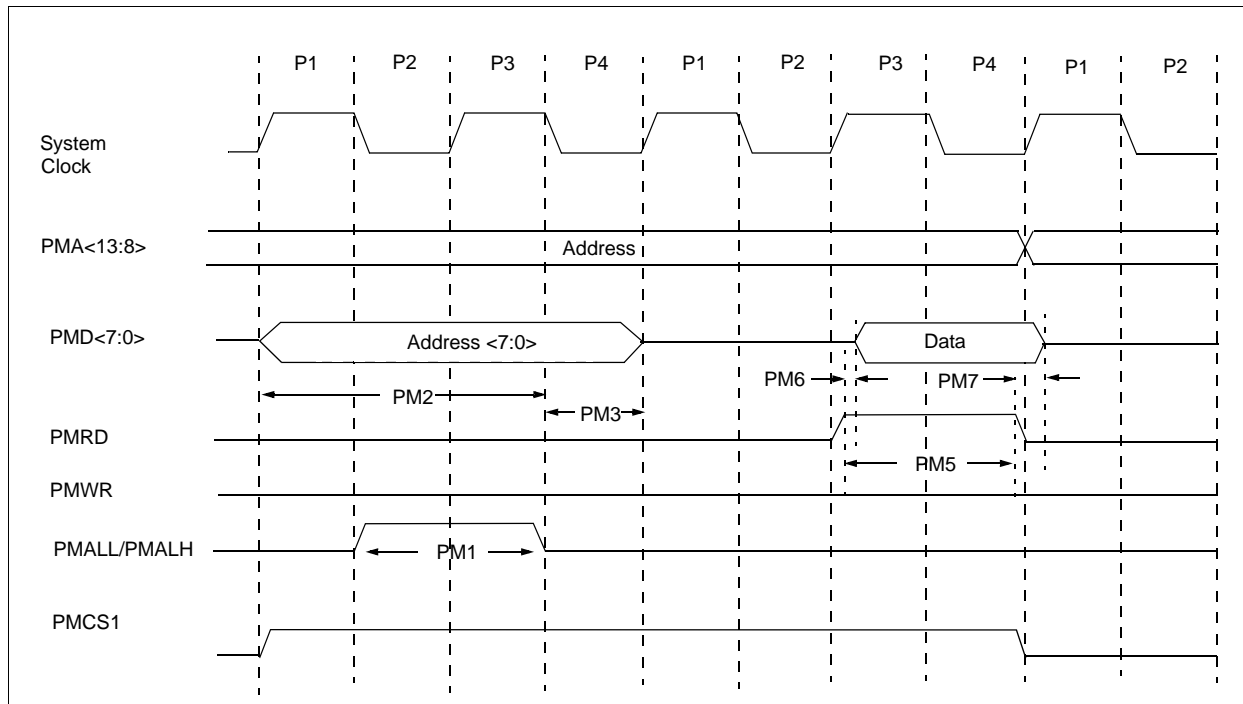 P1 P2 P3 P4 P1 P2 P3 P4 P1 P2
System
Clock
PMA<13:8>
Address
PMD<7:0>
Address <7:0>
Data
PM2
PM3
PM6
PM7
PMRD
PM5
PMWR
PMALL/PMALH
PM1
PMCS1